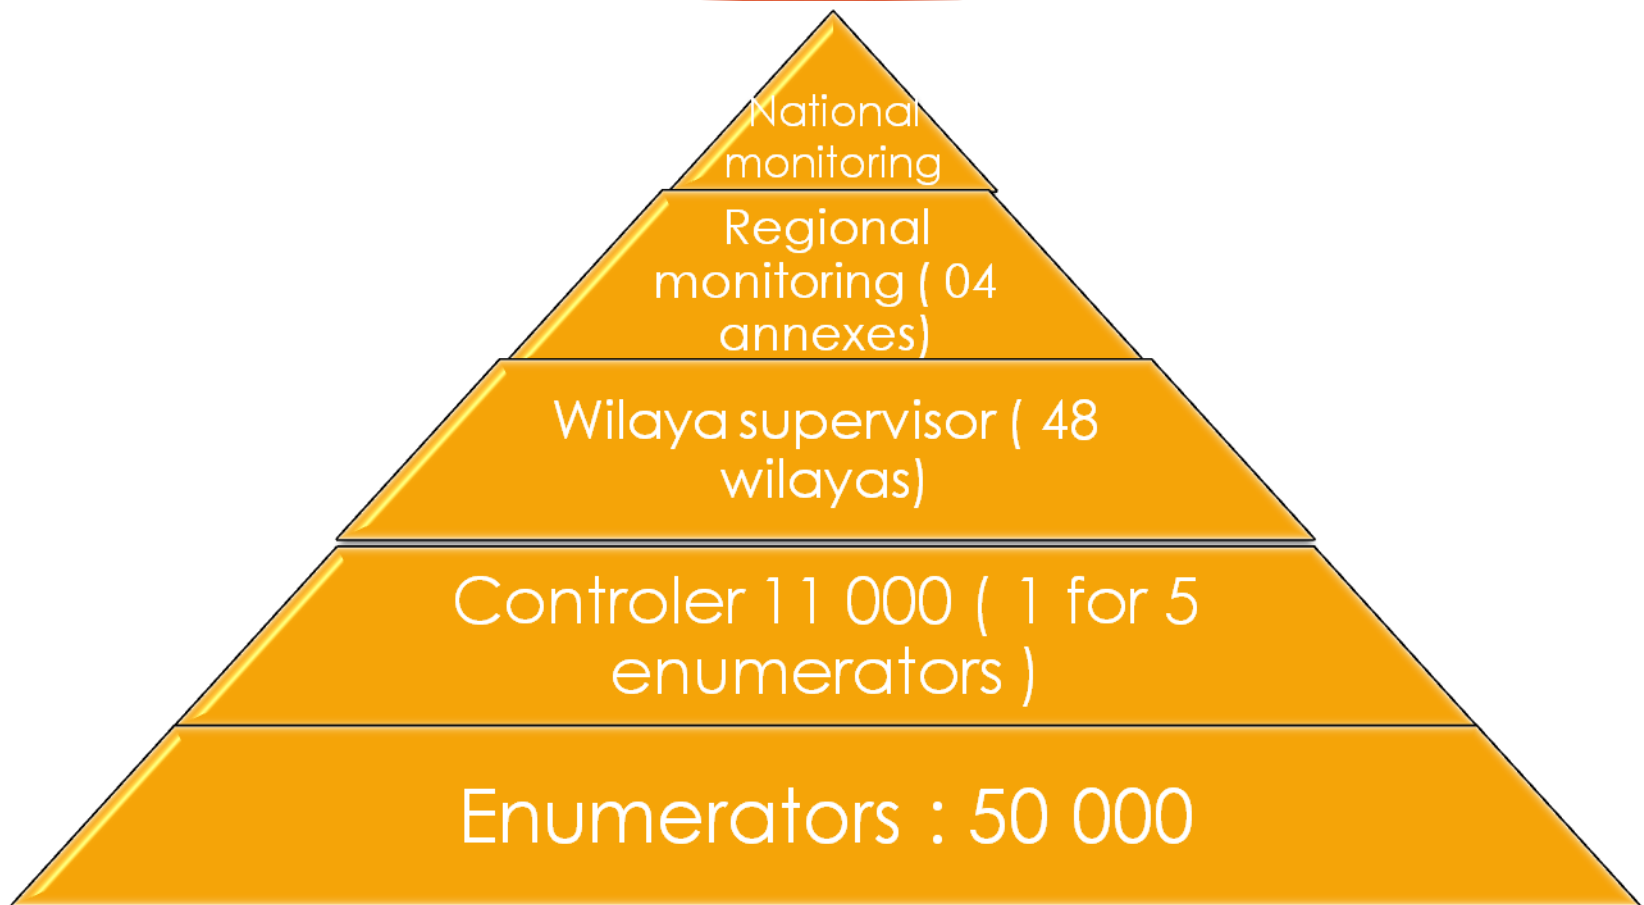 National
monitoring
Regional
monitoring ( 04
annexes)
Wilaya supervisor ( 48
wilayas)
Controler 11 000 ( 1 for 5
enumerators )
Enumerators : 50 000